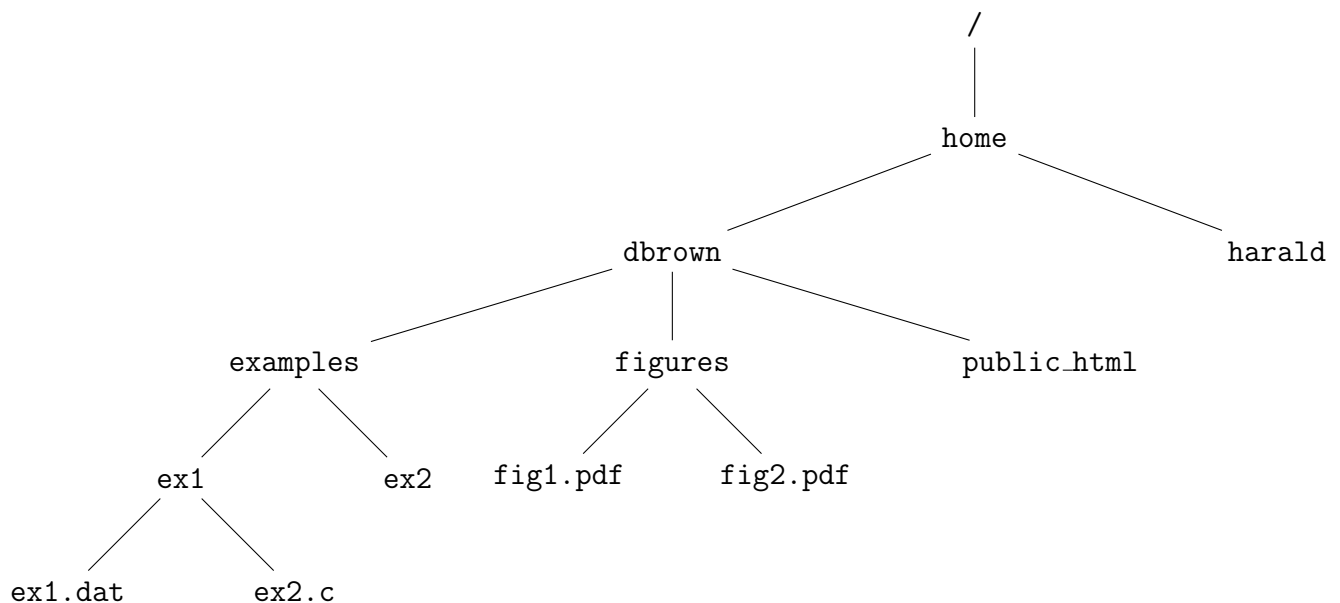 /
home
dbrown harald
examples figures public_html
ex1 ex2 fig1.pdf fig2.pdf
ex1.dat ex2.c